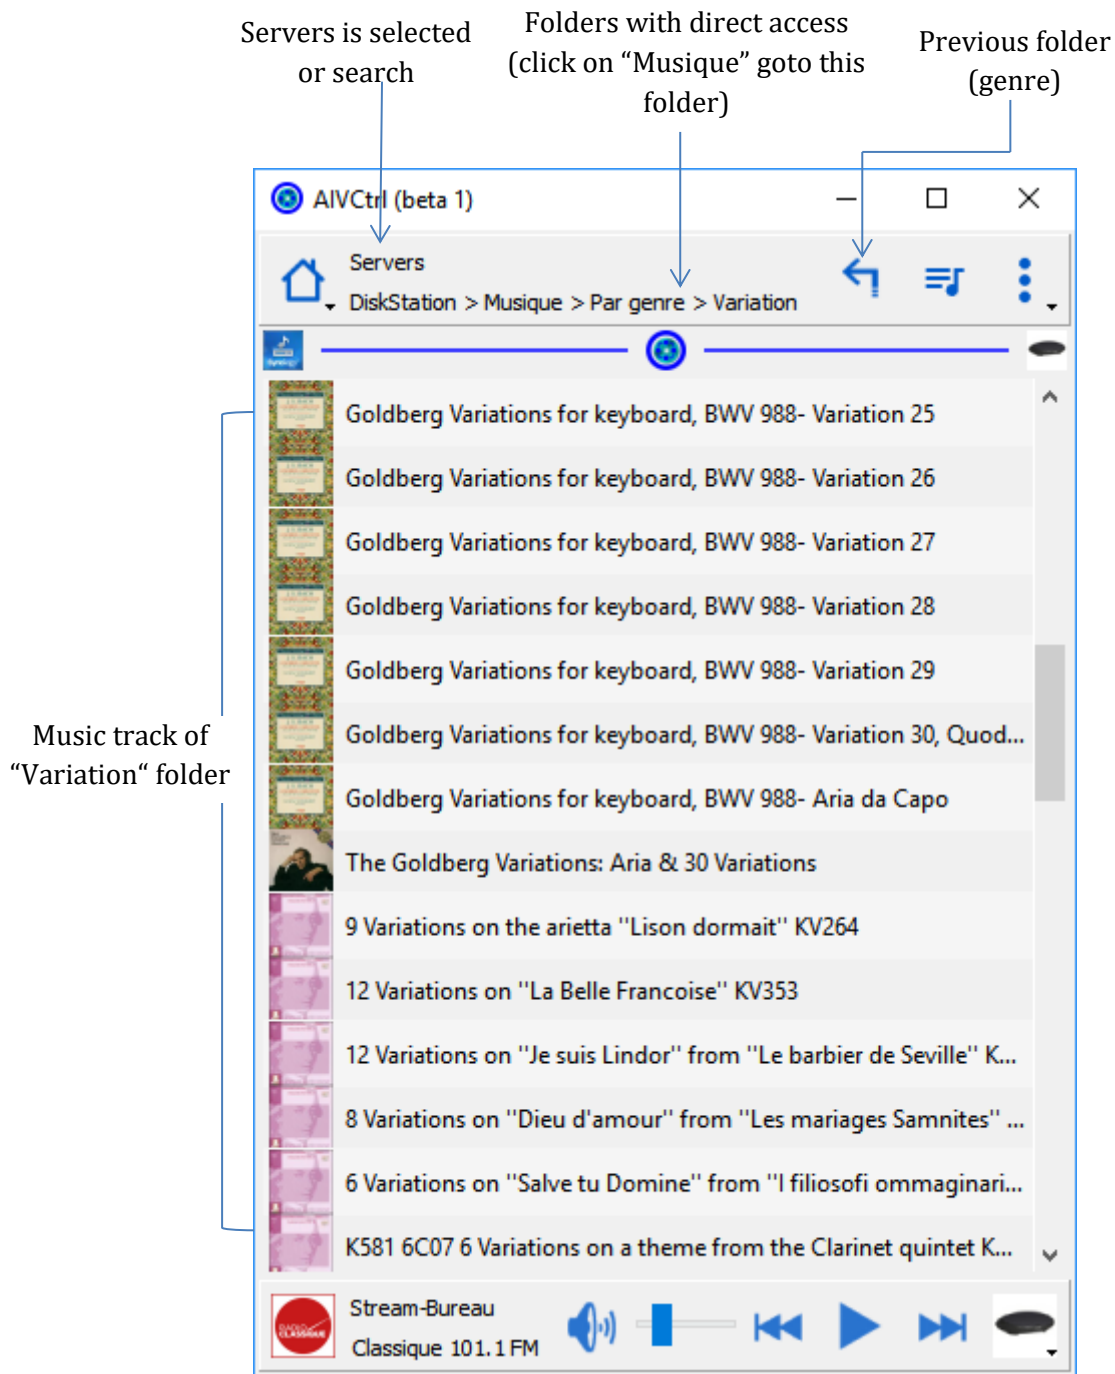 Servers is selected
or search
Folders with direct access
(click on “Musique” goto this
folder)
Previous folder
(genre)
AIVCtrl (beta 1)
Servers
DiskStation > Musique > Par genre > Variation
Goldberg Variations for keyboard, BWV 988- Variation 25
Goldberg Variations for keyboard, BWV 988- Variation 26
Goldberg Variations for keyboard, BWV 988- Variation 27
Goldberg Variations for keyboard, BWV 988- Variation 28
Goldberg Variations for keyboard, BWV 988- Variation 29
Goldberg Variations for keyboard, BWV 988- Variation 30, Quod...
Goldberg Variations for keyboard, BWV 988- Aria da Capo
The Goldberg Variations: Aria & 30 Variations
9 Variations on the arietta "Lison dormait" KV264
12 Variations on "La Belle Francoise" KV353
12 Variations on "Je suis Lindor" from "Le barbier de Seville" K...
8 Variations on "Dieu d'amour" from "Les mariages Samnites" ...
6 Variations on "Salve tu Domine" from "I filiosofi ommaginari...
K581 6C07 6 Variations on a theme from the Clarinet quintet K...
Music track of
“Variation“ folder
RADIO
CLASSIQUE
Stream-Bureau
Classique 101.1 FM